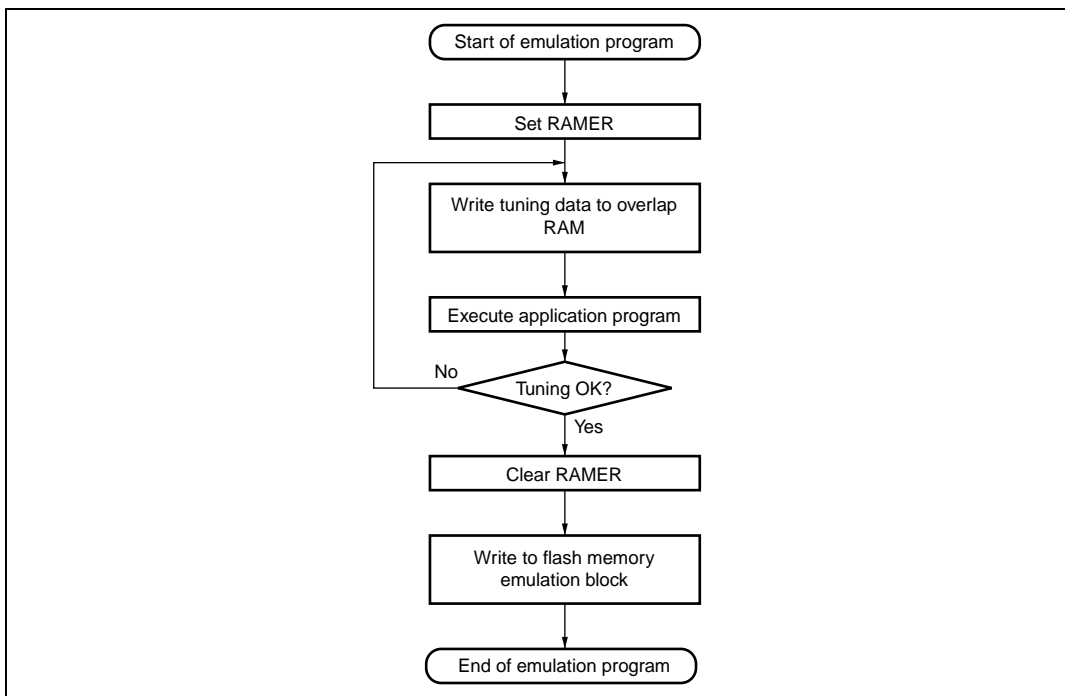 Start of emulation program
Set RAMER
Write tuning data to overlap
RAM
Execute application program
No
Tuning OK?
Yes
Clear RAMER
Write to flash memory
emulation block
End of emulation program